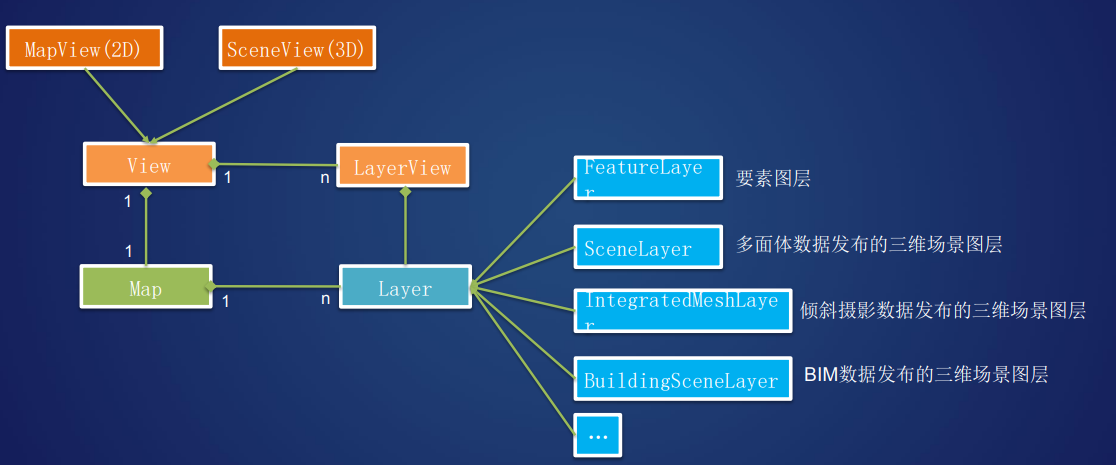 MapView(2D)
SceneView(3D)
View
1
n
LayerView
1
1
Map
1
n
Layer
FeatureLaye
r
要素图层
SceneLayer
多面体数据发布的三维场景图层
IntegratedMeshLaye
r
倾斜摄影数据发布的三维场景图层
BuildingSceneLayer
BIM数据发布的三维场景图层
...